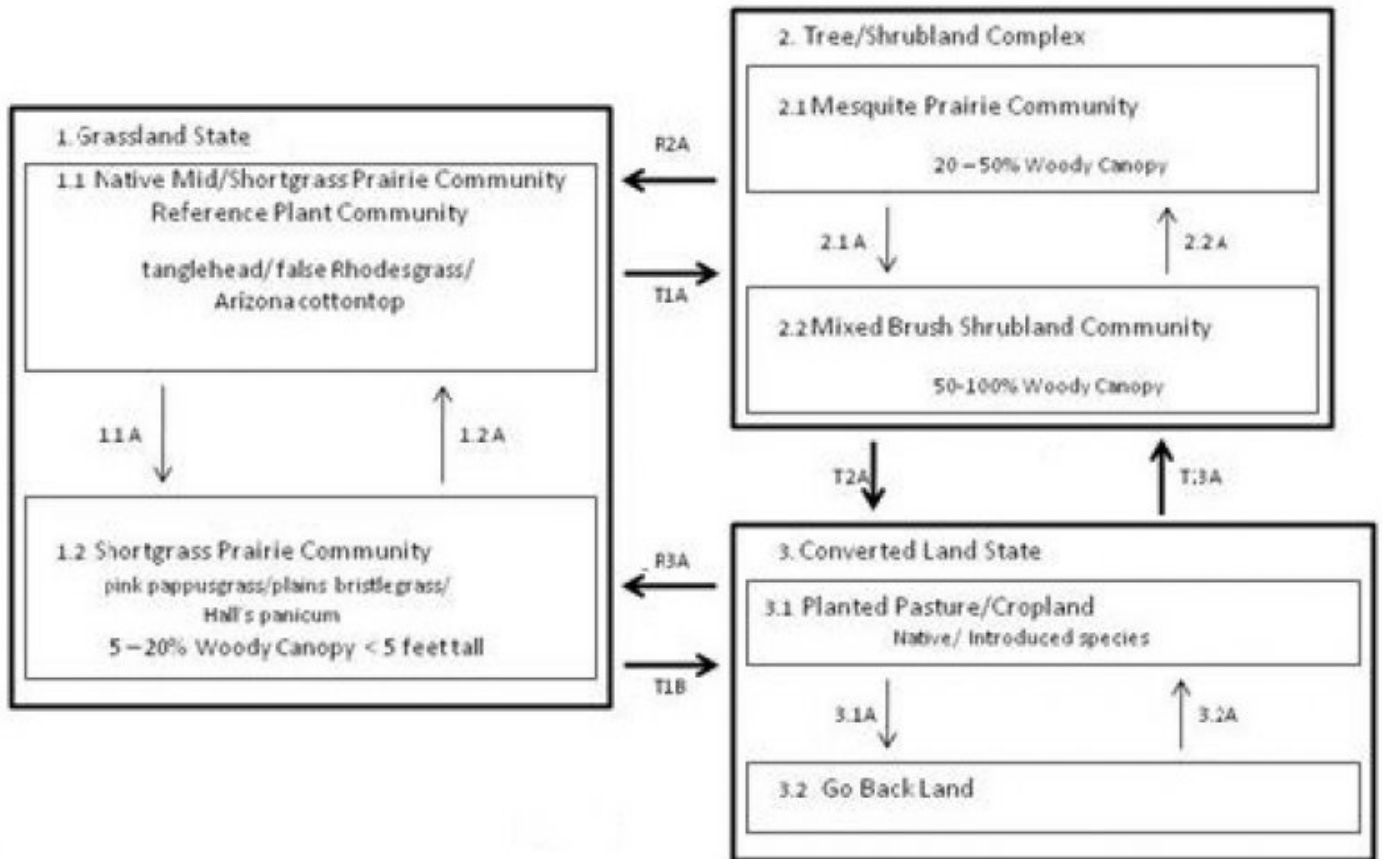 1. Grassland State
1.1 Native Mid/Shortgrass Prairie Community
Reference Plant Community
tanglehead/ false Rhodesgrass/
Arizona cottontop
1.1 A
1.2 A
1.2 Shortgrass Prairie Community
pink pappusgrass/plains bristlegrass/
Hall's panicum
5 – 20% Woody Canopy < 5 feet tall
R2A
T1A
R3A
T1B
2. Tree/Shrubland Complex
2.1 Mesquite Prairie Community
20 – 50% Woody Canopy
2.1 A
2.2 A
2.2 Mixed Brush Shrubland Community
50-100% Woody Canopy
T2A
T3A
3. Converted Land State
3.1 Planted Pasture/Cropland
Native/ Introduced species
3.1A
3.2A
3.2 Go Back Land